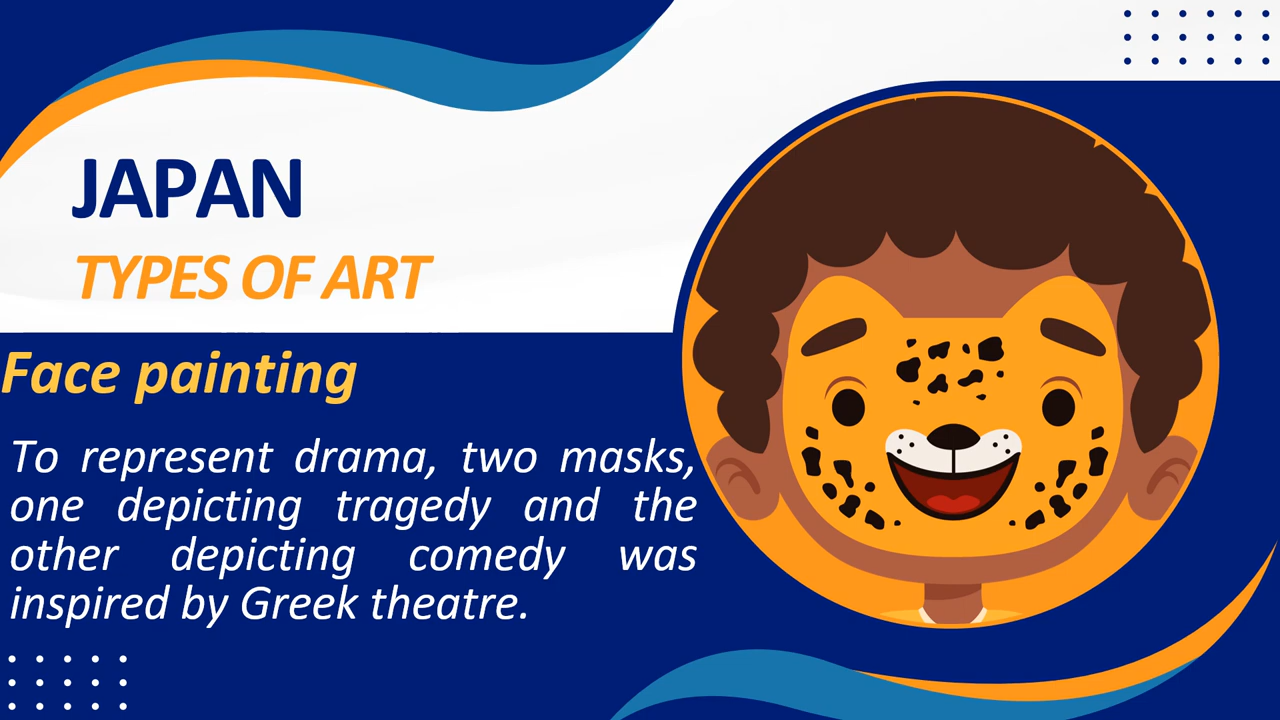 JAPAN
TYPES OF ART
Face painting
To represent drama, two masks,
one depicting tragedy and the
other depicting comedy was
inspired by Greek theatre.